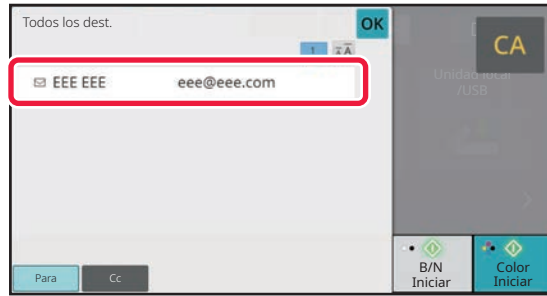 Todos los dest.
OK
CA
1
EEE EEE eee@eee.com
Unidad local
/USB
Para
Cc
B/N
Iniciar
Color
Iniciar